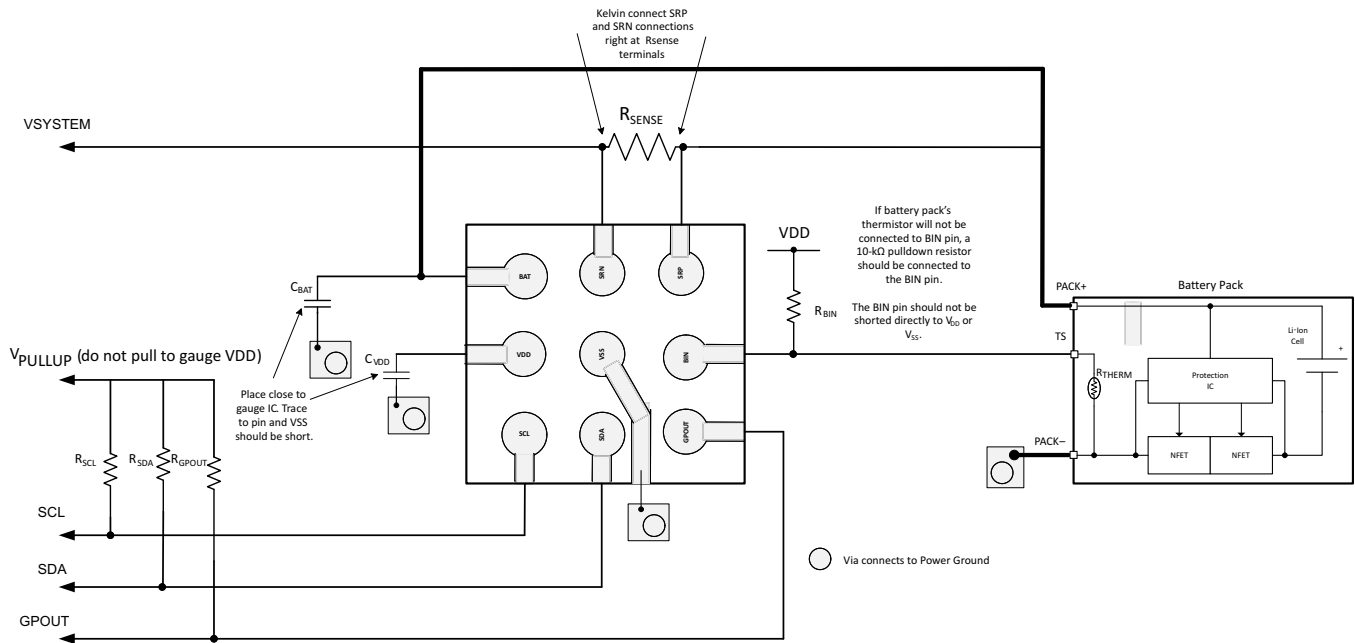 Kelvin connect SRP
and SRN connections
right at Rsense
terminals
RSENSE
VSYSTEM
If battery pack's
thermistor will not be
connected to BIN pin, a
10-kΩ pulldown resistor
should be connected to
the BIN pin.
The BIN pin should not be
shorted directly to VDD or
VSS.
VDD
RBIN
BAT
SRN
SRP
CBAT
PACK+
Battery Pack
TS
Li-Ion
Cell
+
RTHERM
Protection
IC
NFET
NFET
PACK–
VPULLUP (do not pull to gauge VDD)
CVDD
VDD
VSS
BIN
Place close to
gauge IC. Trace
to pin and VSS
should be short.
SCL
SDA
GPOUT
RSCL
RSDA
RGPOUT
SCL
SDA
GPOUT
Via connects to Power Ground